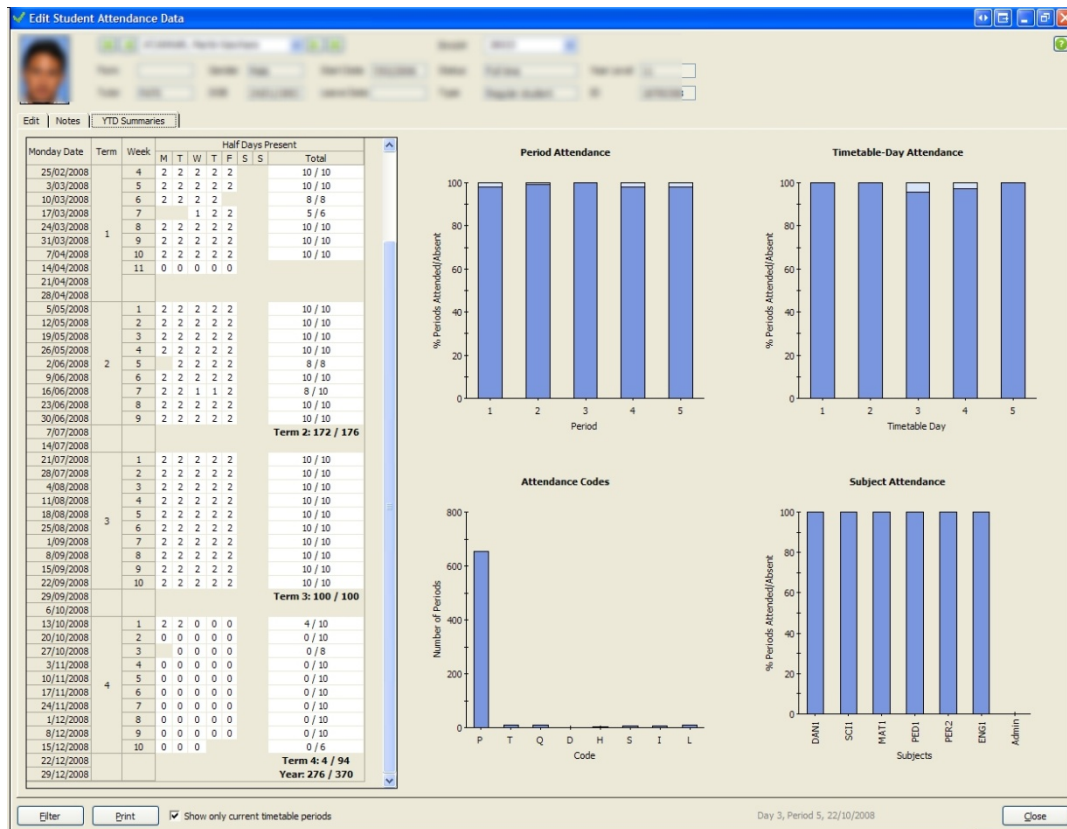 Edit Student Attendance Data
Edit Notes YTD Summaries
Half Days Present
Monday Date Term Week M T W T F S S Total
25/02/2008 4 2 2 2 2 2 10 / 10
3/03/2008 5 2 2 2 2 2 10 / 10
10/03/2008 6 2 2 2 2 8 / 8
17/03/2008 7 1 2 2 5 / 6
24/03/2008 1 8 2 2 2 2 2 10 / 10
31/03/2008 9 2 2 2 2 2 10 / 10
7/04/2008 10 2 2 2 2 2 10 / 10
14/04/2008 11 0 0 0 0 0
21/04/2008
28/04/2008
5/05/2008 1 2 2 2 2 2 10 / 10
12/05/2008 2 2 2 2 2 2 10 / 10
19/05/2008 3 2 2 2 2 2 10 / 10
26/05/2008 4 2 2 2 2 2 10 / 10
2/06/2008 2 5 2 2 2 2 8 / 8
9/06/2008 6 2 2 2 2 2 10 / 10
16/06/2008 7 2 2 1 1 2 8 / 10
23/06/2008 8 2 2 2 2 2 10 / 10
30/06/2008 9 2 2 2 2 2 10 / 10
7/07/2008 Term 2: 172 / 176
14/07/2008
21/07/2008 1 2 2 2 2 2 10 / 10
28/07/2008 2 2 2 2 2 2 10 / 10
4/08/2008 3 2 2 2 2 2 10 / 10
11/08/2008 4 2 2 2 2 2 10 / 10
18/08/2008 3 5 2 2 2 2 2 10 / 10
25/08/2008 6 2 2 2 2 2 10 / 10
1/09/2008 7 2 2 2 2 2 10 / 10
8/09/2008 8 2 2 2 2 2 10 / 10
15/09/2008 9 2 2 2 2 2 10 / 10
22/09/2008 10 2 2 2 2 2 10 / 10
29/09/2008 Term 3: 100 / 100
6/10/2008
13/10/2008 1 2 2 0 0 0 4 / 10
20/10/2008 2 0 0 0 0 0 0 / 10
27/10/2008 3 0 0 0 0 0 / 8
3/11/2008 4 0 0 0 0 0 0 / 10
10/11/2008 5 0 0 0 0 0 0 / 10
17/11/2008 4 6 0 0 0 0 0 0 / 10
24/11/2008 7 0 0 0 0 0 0 / 10
1/12/2008 8 0 0 0 0 0 0 / 10
8/12/2008 9 0 0 0 0 0 0 / 10
15/12/2008 10 0 0 0 0 / 6
22/12/2008 Term 4: 4 / 94
29/12/2008 Year: 276 / 370
Period Attendance
% Periods Attended/Absent
100
80
60
40
20
0
1 2 3 4 5
Period
Timetable-Day Attendance
% Periods Attended/Absent
100
80
60
40
20
0
1 2 3 4 5
Timetable Day
Attendance Codes
Number of Periods
800
600
400
200
0
P T Q D H S I L
Code
Subject Attendance
% Periods Attended/Absent
100
80
60
40
20
0
DAN1 SCI1 MAT1 PED1 PER2 ENG1 Admin
Subjects
Filter Print Show only current timetable periods Day 3, Period 5, 22/10/2008 Close